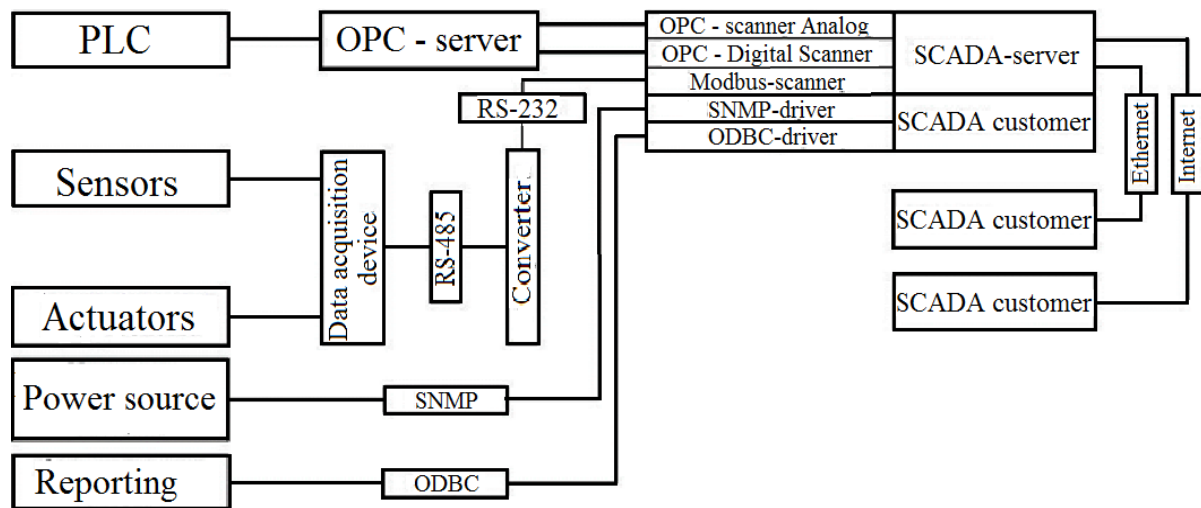 PLC
OPC - server
OPC - scanner Analog
OPC - Digital Scanner
Modbus-scanner
SNMP-driver
ODBC-driver
SCADA-server
SCADA customer
RS-232
Sensors
Data acquisition
device
RS-485
Converter
Ethernet
Internet
SCADA customer
SCADA customer
Actuators
Power source
SNMP
Reporting
ODBC